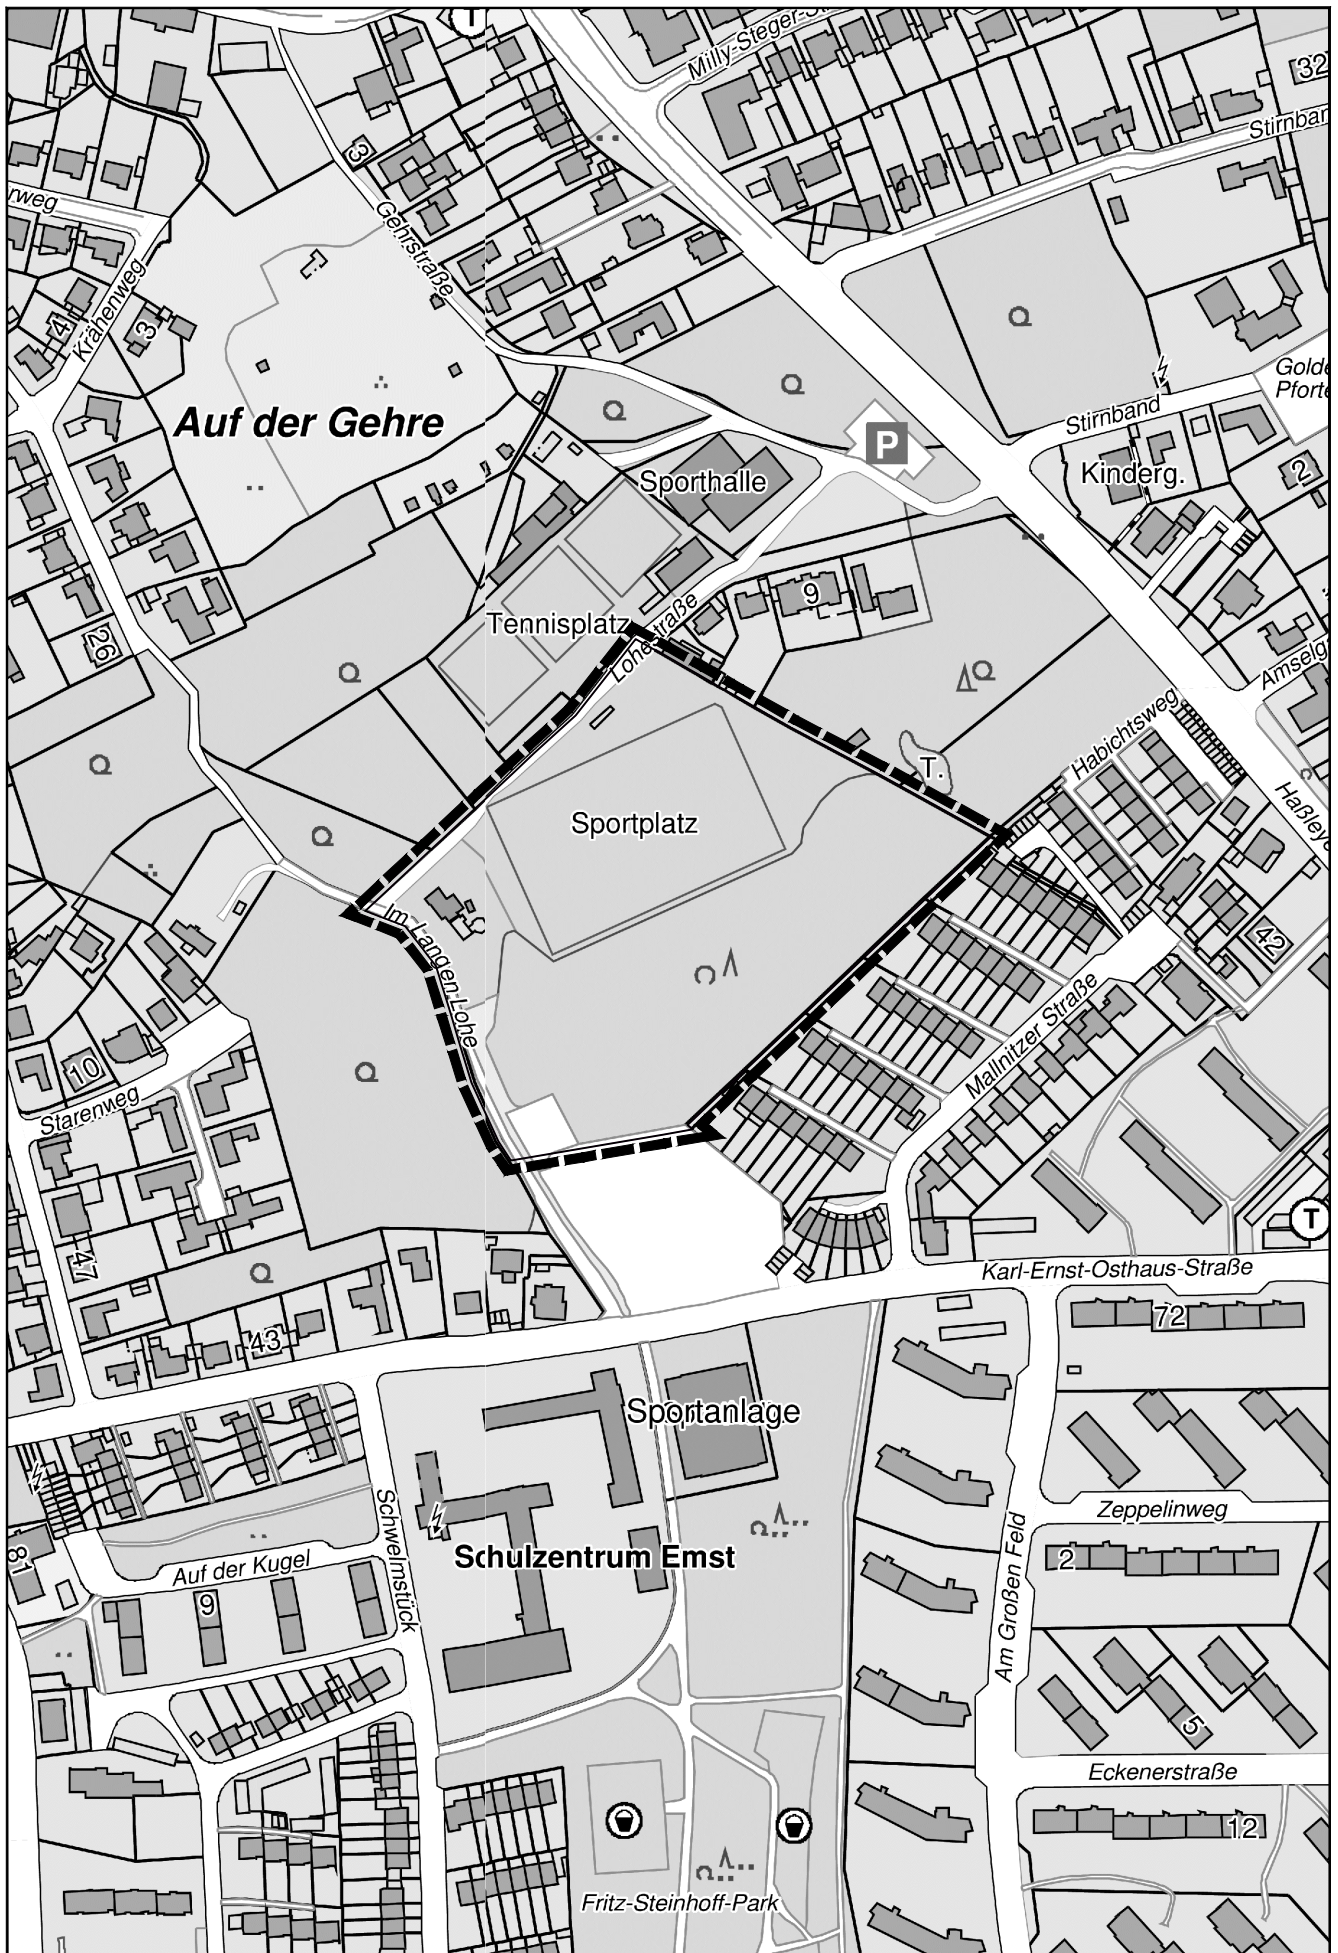 T
Milly-Steger-St
32
Stirnban
3
rweg
Gehrstraße
Krähenweg
4
3
Golde
Pforte
Auf der Gehre
Stirnband
P
Kinderg.
2
Sporthalle
9
Tennisplatz
Lohestraße
26
Amselg
Habichtsweg
T.
Haßleye
Sportplatz
Im Langen Lohe
42
Mallnitzer Straße
10
Starenweg
T
47
Karl-Ernst-Osthaus-Straße
72
43
Sportanlage
Zeppelinweg
Schwelmstück
Am Großen Feld
81
Auf der Kugel
Schulzentrum Emst
2
9
5
Eckenerstraße
12
Fritz-Steinhoff-Park